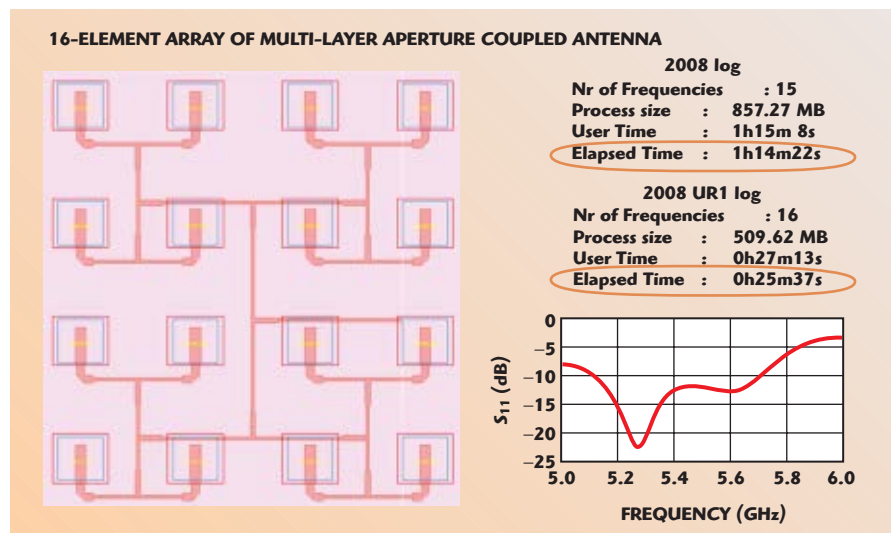 16-ELEMENT ARRAY OF MULTI-LAYER APERTURE COUPLED ANTENNA
2008 log
Nr of Frequencies : 15
Process size : 857.27 MB
User Time : 1h15m 8s
Elapsed Time : 1h14m22s
2008 UR1 log
Nr of Frequencies : 16
Process size : 509.62 MB
User Time : 0h27m13s
Elapsed Time : 0h25m37s
0
–5
–10
–15
–20
–25
S11 (dB)
5.0 5.2 5.4 5.6 5.8 6.0
FREQUENCY (GHz)